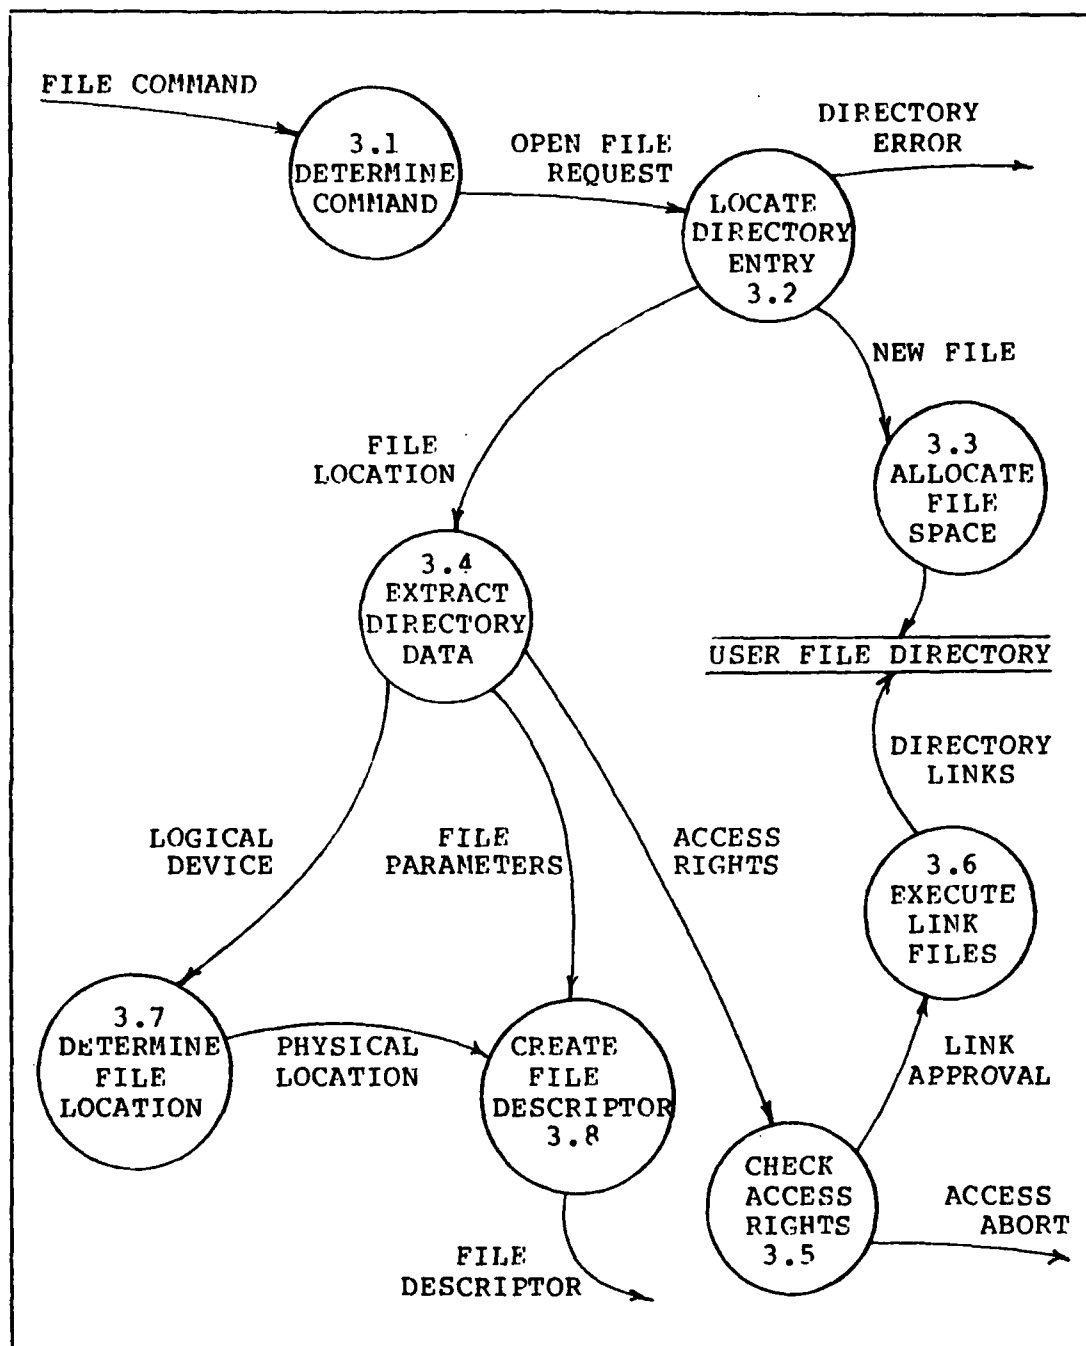 FILE COMMAND
3.1
DETERMINE
COMMAND
OPEN FILE
REQUEST
DIRECTORY
ERROR
LOCATE
DIRECTORY
ENTRY
3.2
NEW FILE
FILE
LOCATION
3.3
ALLOCATE
FILE
SPACE
3.4
EXTRACT
DIRECTORY
DATA
USER FILE DIRECTORY
DIRECTORY
LINKS
LOGICAL
DEVICE
FILE
PARAMETERS
ACCESS
RIGHTS
3.6
EXECUTE
LINK
FILES
3.7
DETERMINE
FILE
LOCATION
PHYSICAL
LOCATION
CREATE
FILE
DESCRIPTOR
3.8
LINK
APPROVAL
CHECK
ACCESS
RIGHTS
3.5
ACCESS
ABORT
FILE
DESCRIPTOR